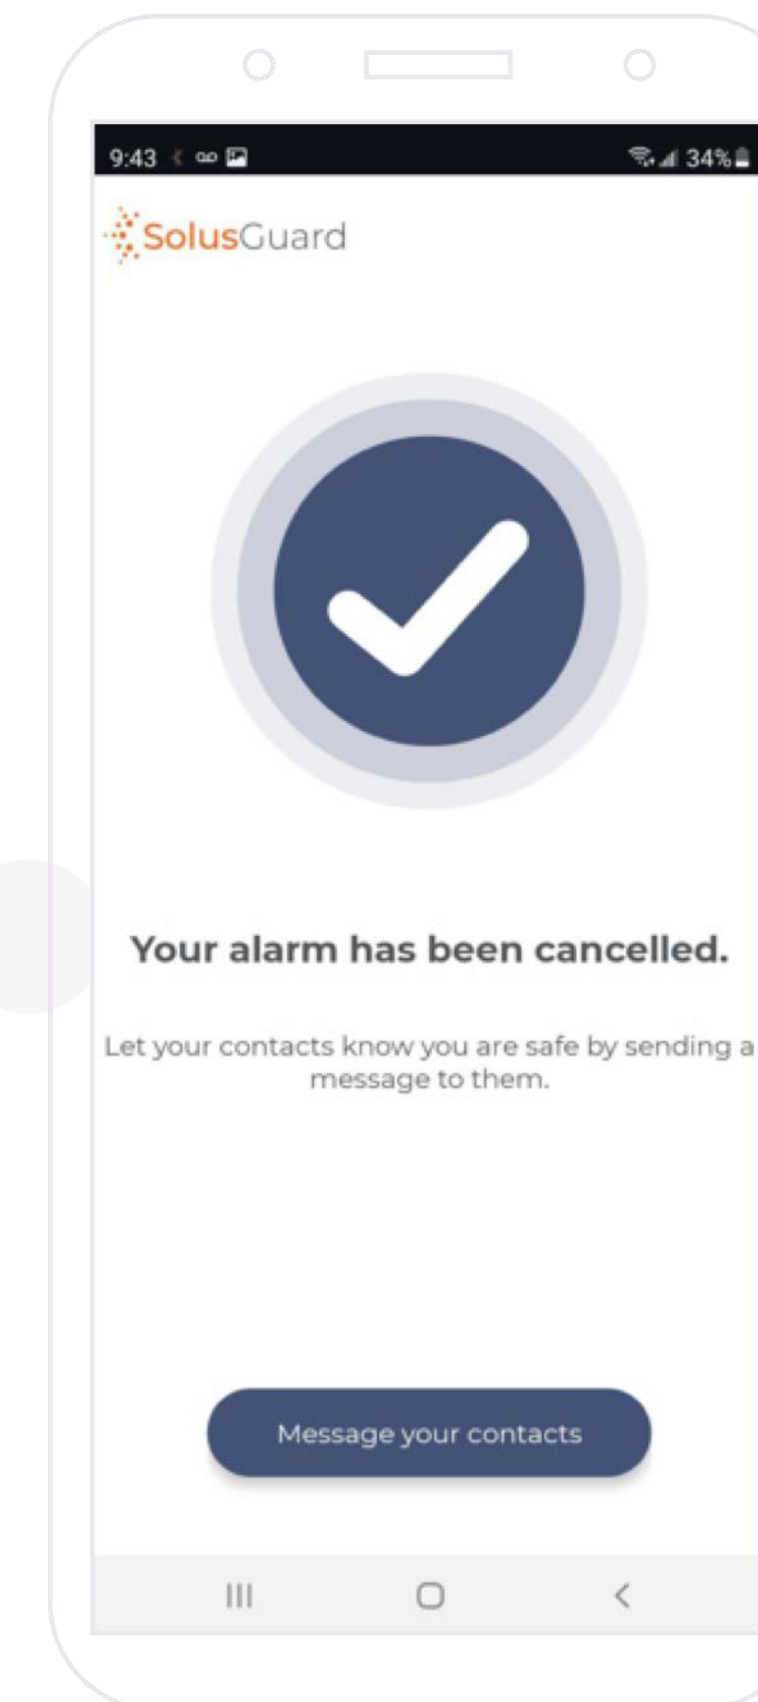 9:43
34%
SolusGuard
Your alarm has been cancelled.
Let your contacts know you are safe by sending a
message to them.
Message your contacts